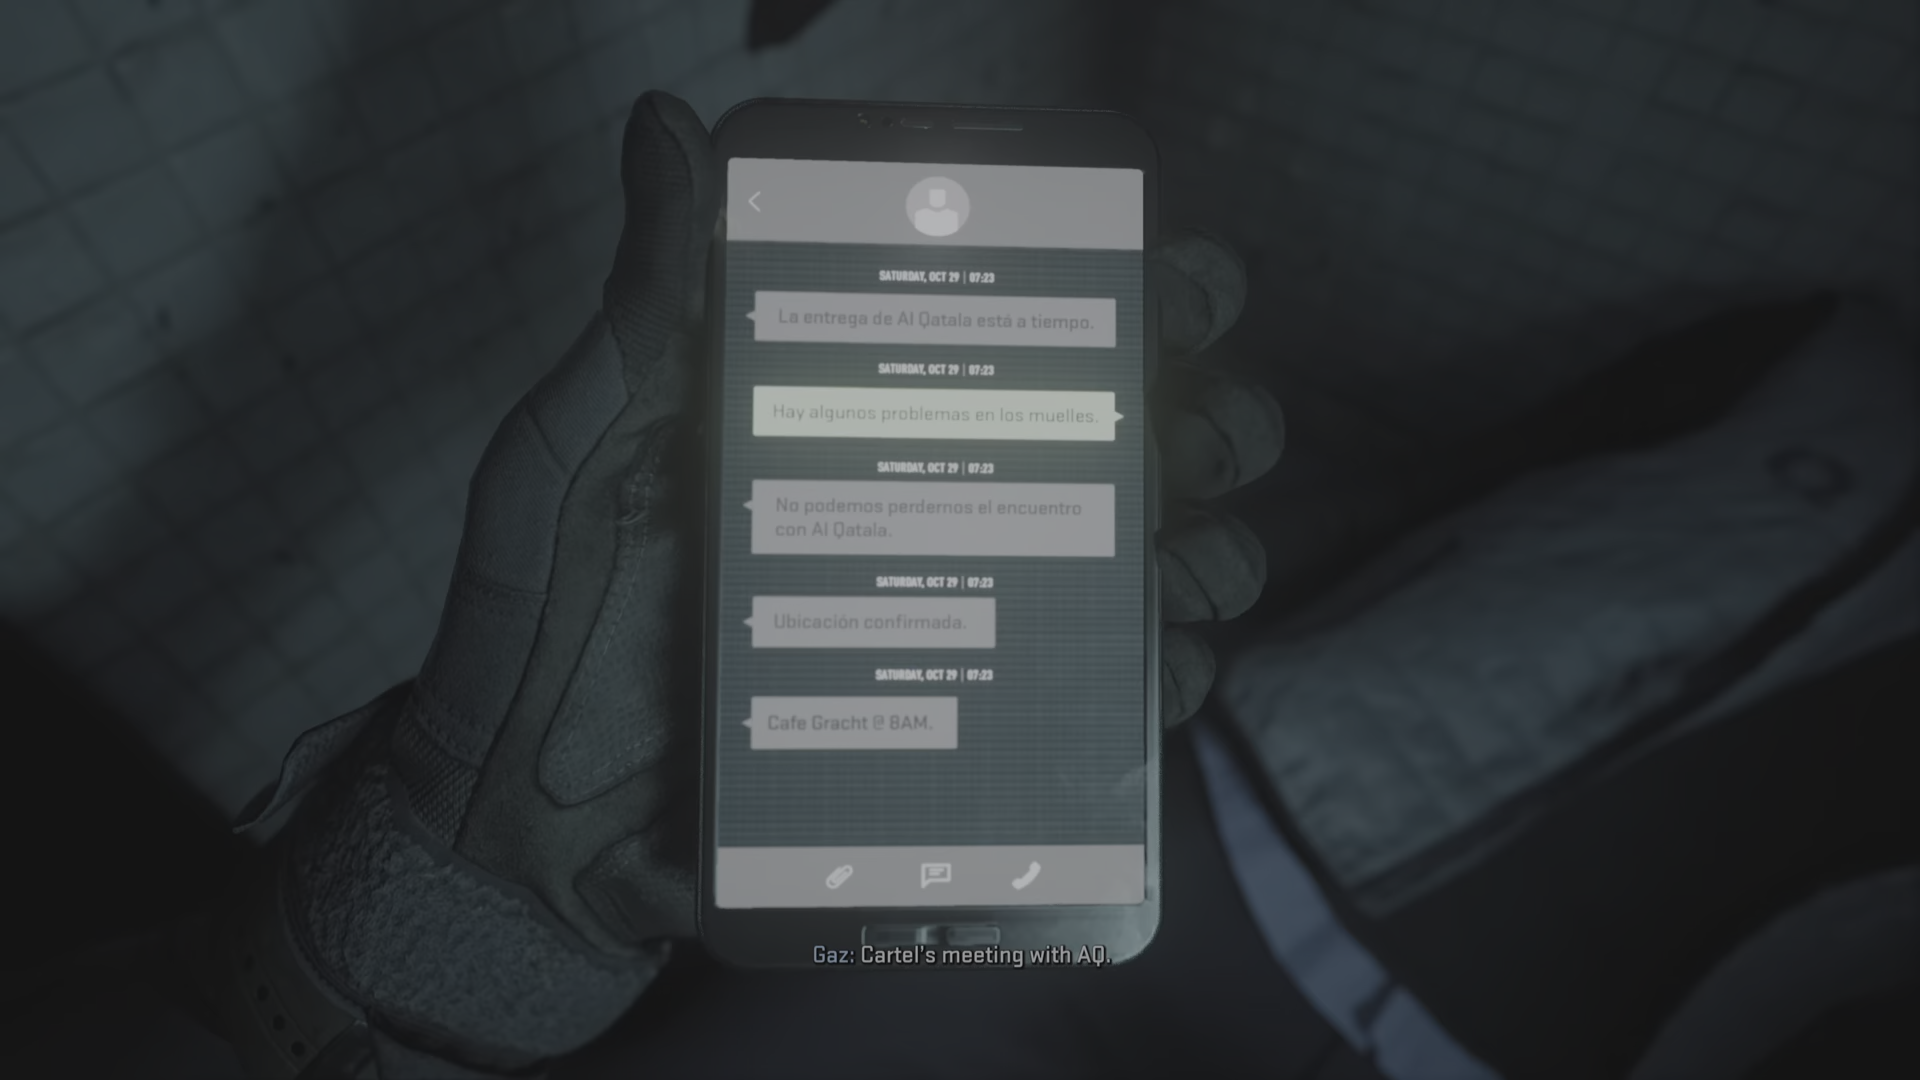 SATURDAY, OCT 29 | 07:23
La entrega de Al Qatala está a tiempo.
SATURDAY, OCT 29 | 07:23
Hay algunos problemas en los muelles.
SATURDAY, OCT 29 | 07:23
No podemos perdernos el encuentro
con Al Qatala.
SATURDAY, OCT 29 | 07:23
Ubicación confirmada.
SATURDAY, OCT 29 | 07:23
Cafe Gracht @ 8AM.
Gaz: Cartel's meeting with AQ.